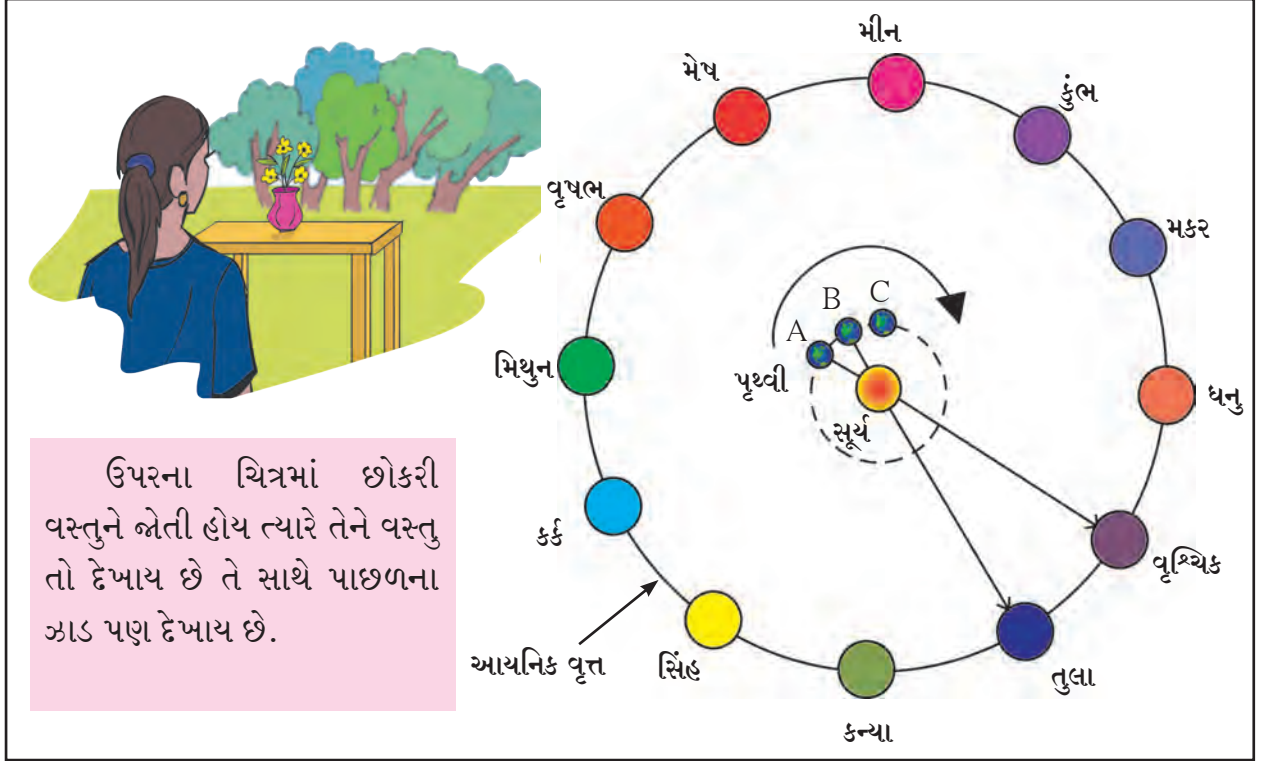 મીન
મેષ
કુંભ
વૃષભ
મકર
B C
A
મિથુન
પૃથ્વી
ધનુ
સૂર્ય
ઉપરના ચિત્રમાં છોકરી
વસ્તુને જોતી હોય ત્યારે તેને વસ્તુ
તો દેખાય છે તે સાથે પાછળના
ઝાડ પણ દેખાય છે.
કર્ક
વૃશ્ચિક
આયનિક વૃત્ત
સિંહ
તુલા
કન્યા